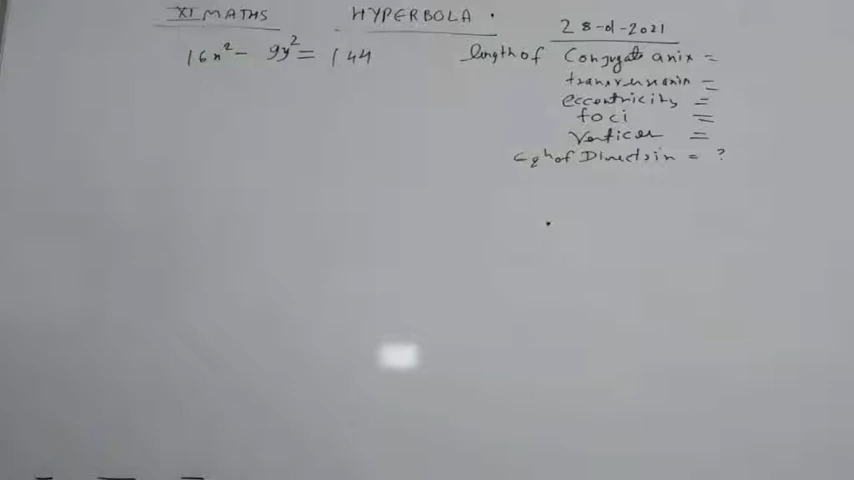 XI MATHS HYPERBOLA .
28-01-2021
16x² - 9y² = 144
length of Conjugate axis =
transverse axis =
eccentricity =
foci =
Vertices =
Eqn of Directrix = ?